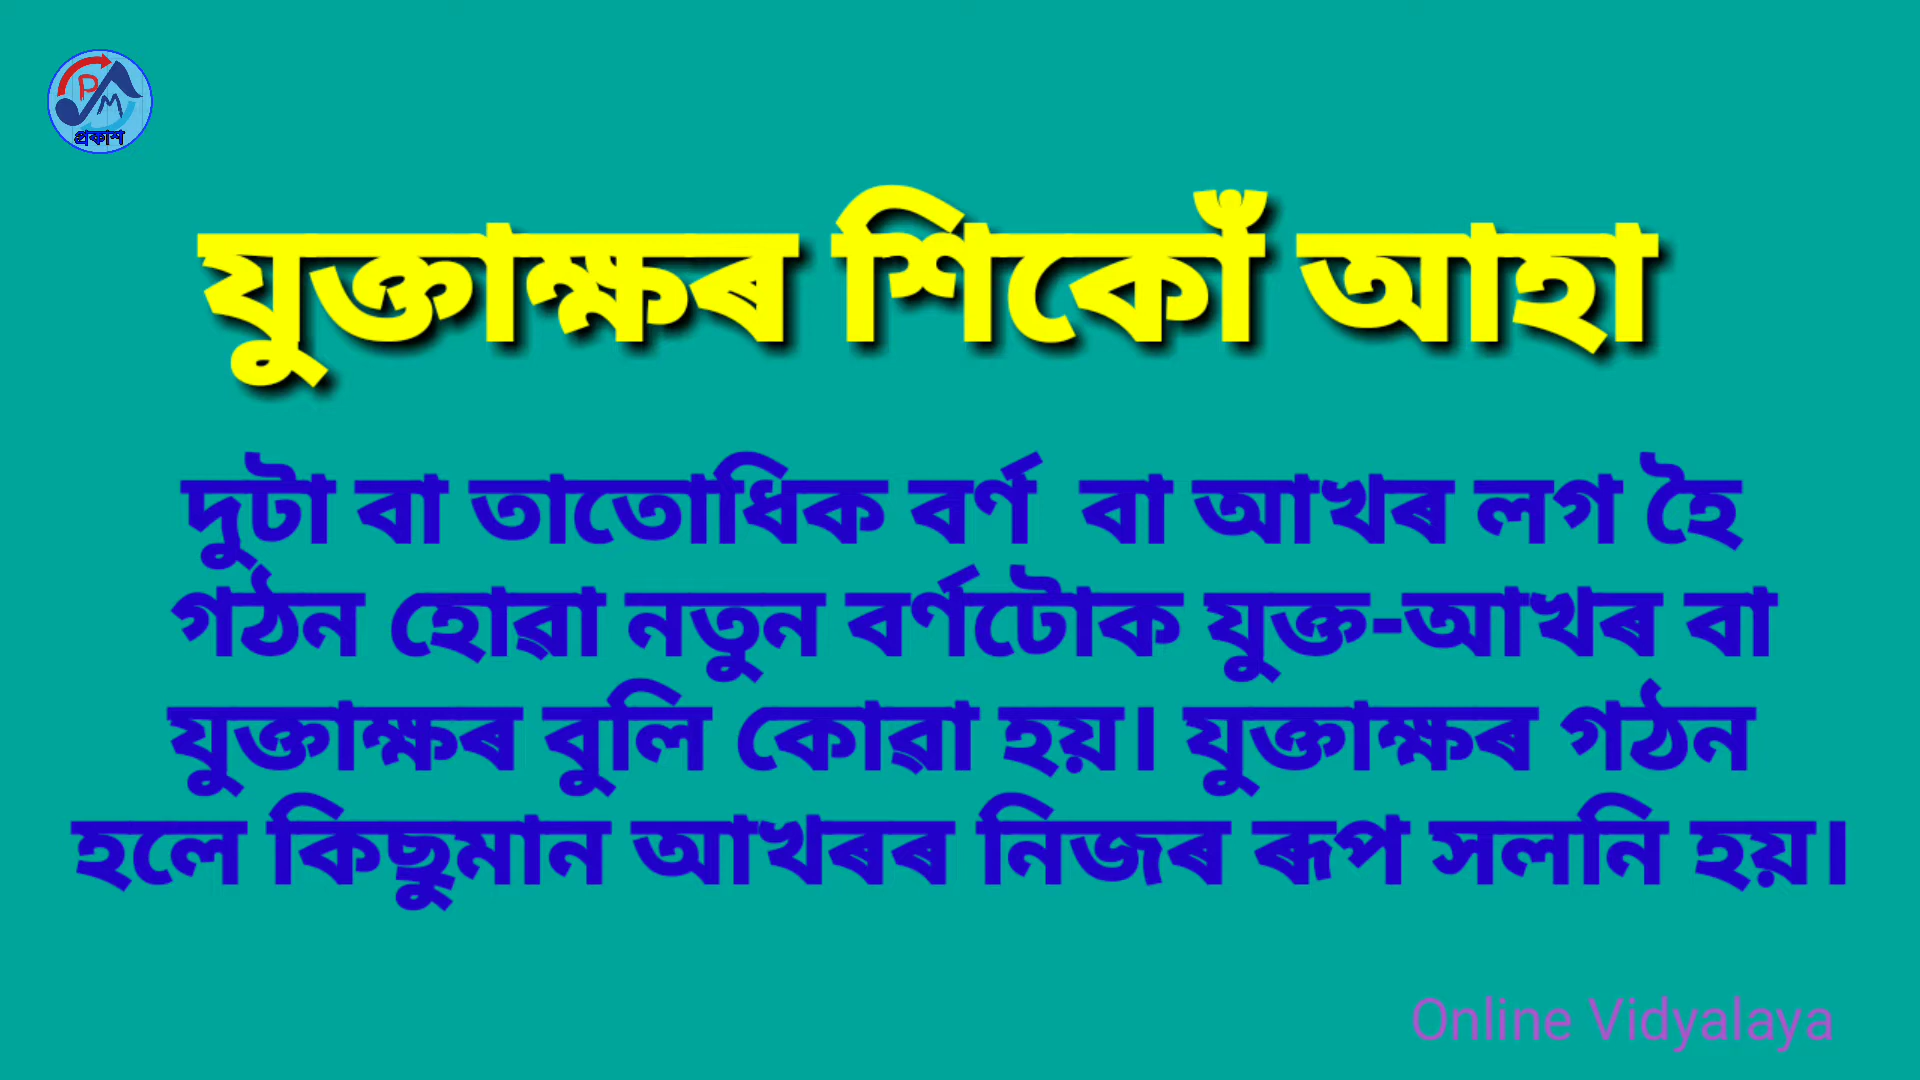 PM
প্ৰকাশ
যুক্তাক্ষৰ শিকোঁ আহা
দুটা বা তাতোধিক বৰ্ণ বা আখৰ লগ হৈ
গঠন হোৱা নতুন বৰ্ণটোক যুক্ত-আখৰ বা
যুক্তাক্ষৰ বুলি কোৱা হয়। যুক্তাক্ষৰ গঠন
হলে কিছুমান আখৰৰ নিজৰ ৰূপ সলনি হয়।
Online Vidyalaya